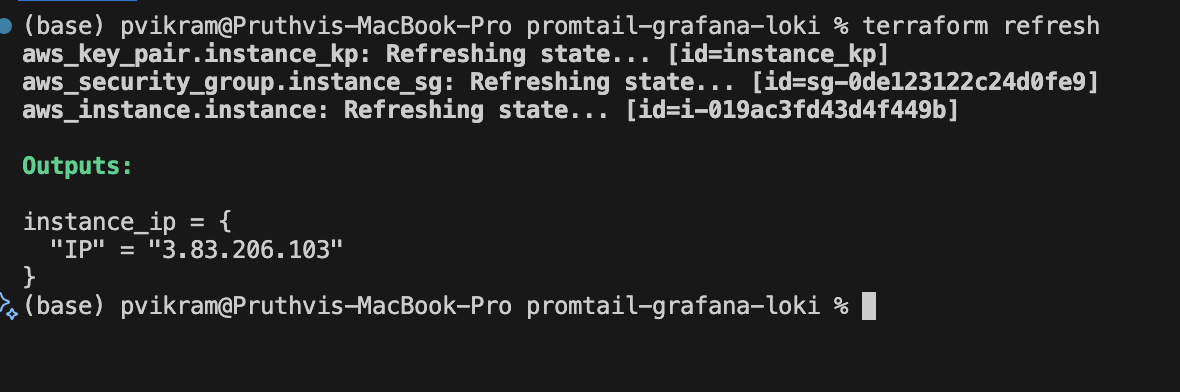 (base) pvikram@Pruthvis-MacBook-Pro promtail-grafana-loki % terraform refresh
aws_key_pair.instance_kp: Refreshing state... [id=instance_kp]
aws_security_group.instance_sg: Refreshing state... [id=sg-0de123122c24d0fe9]
aws_instance.instance: Refreshing state... [id=i-019ac3fd43d4f449b]
Outputs:
instance_ip = {
"IP" = "3.83.206.103"
}
(base) pvikram@Pruthvis-MacBook-Pro promtail-grafana-loki %